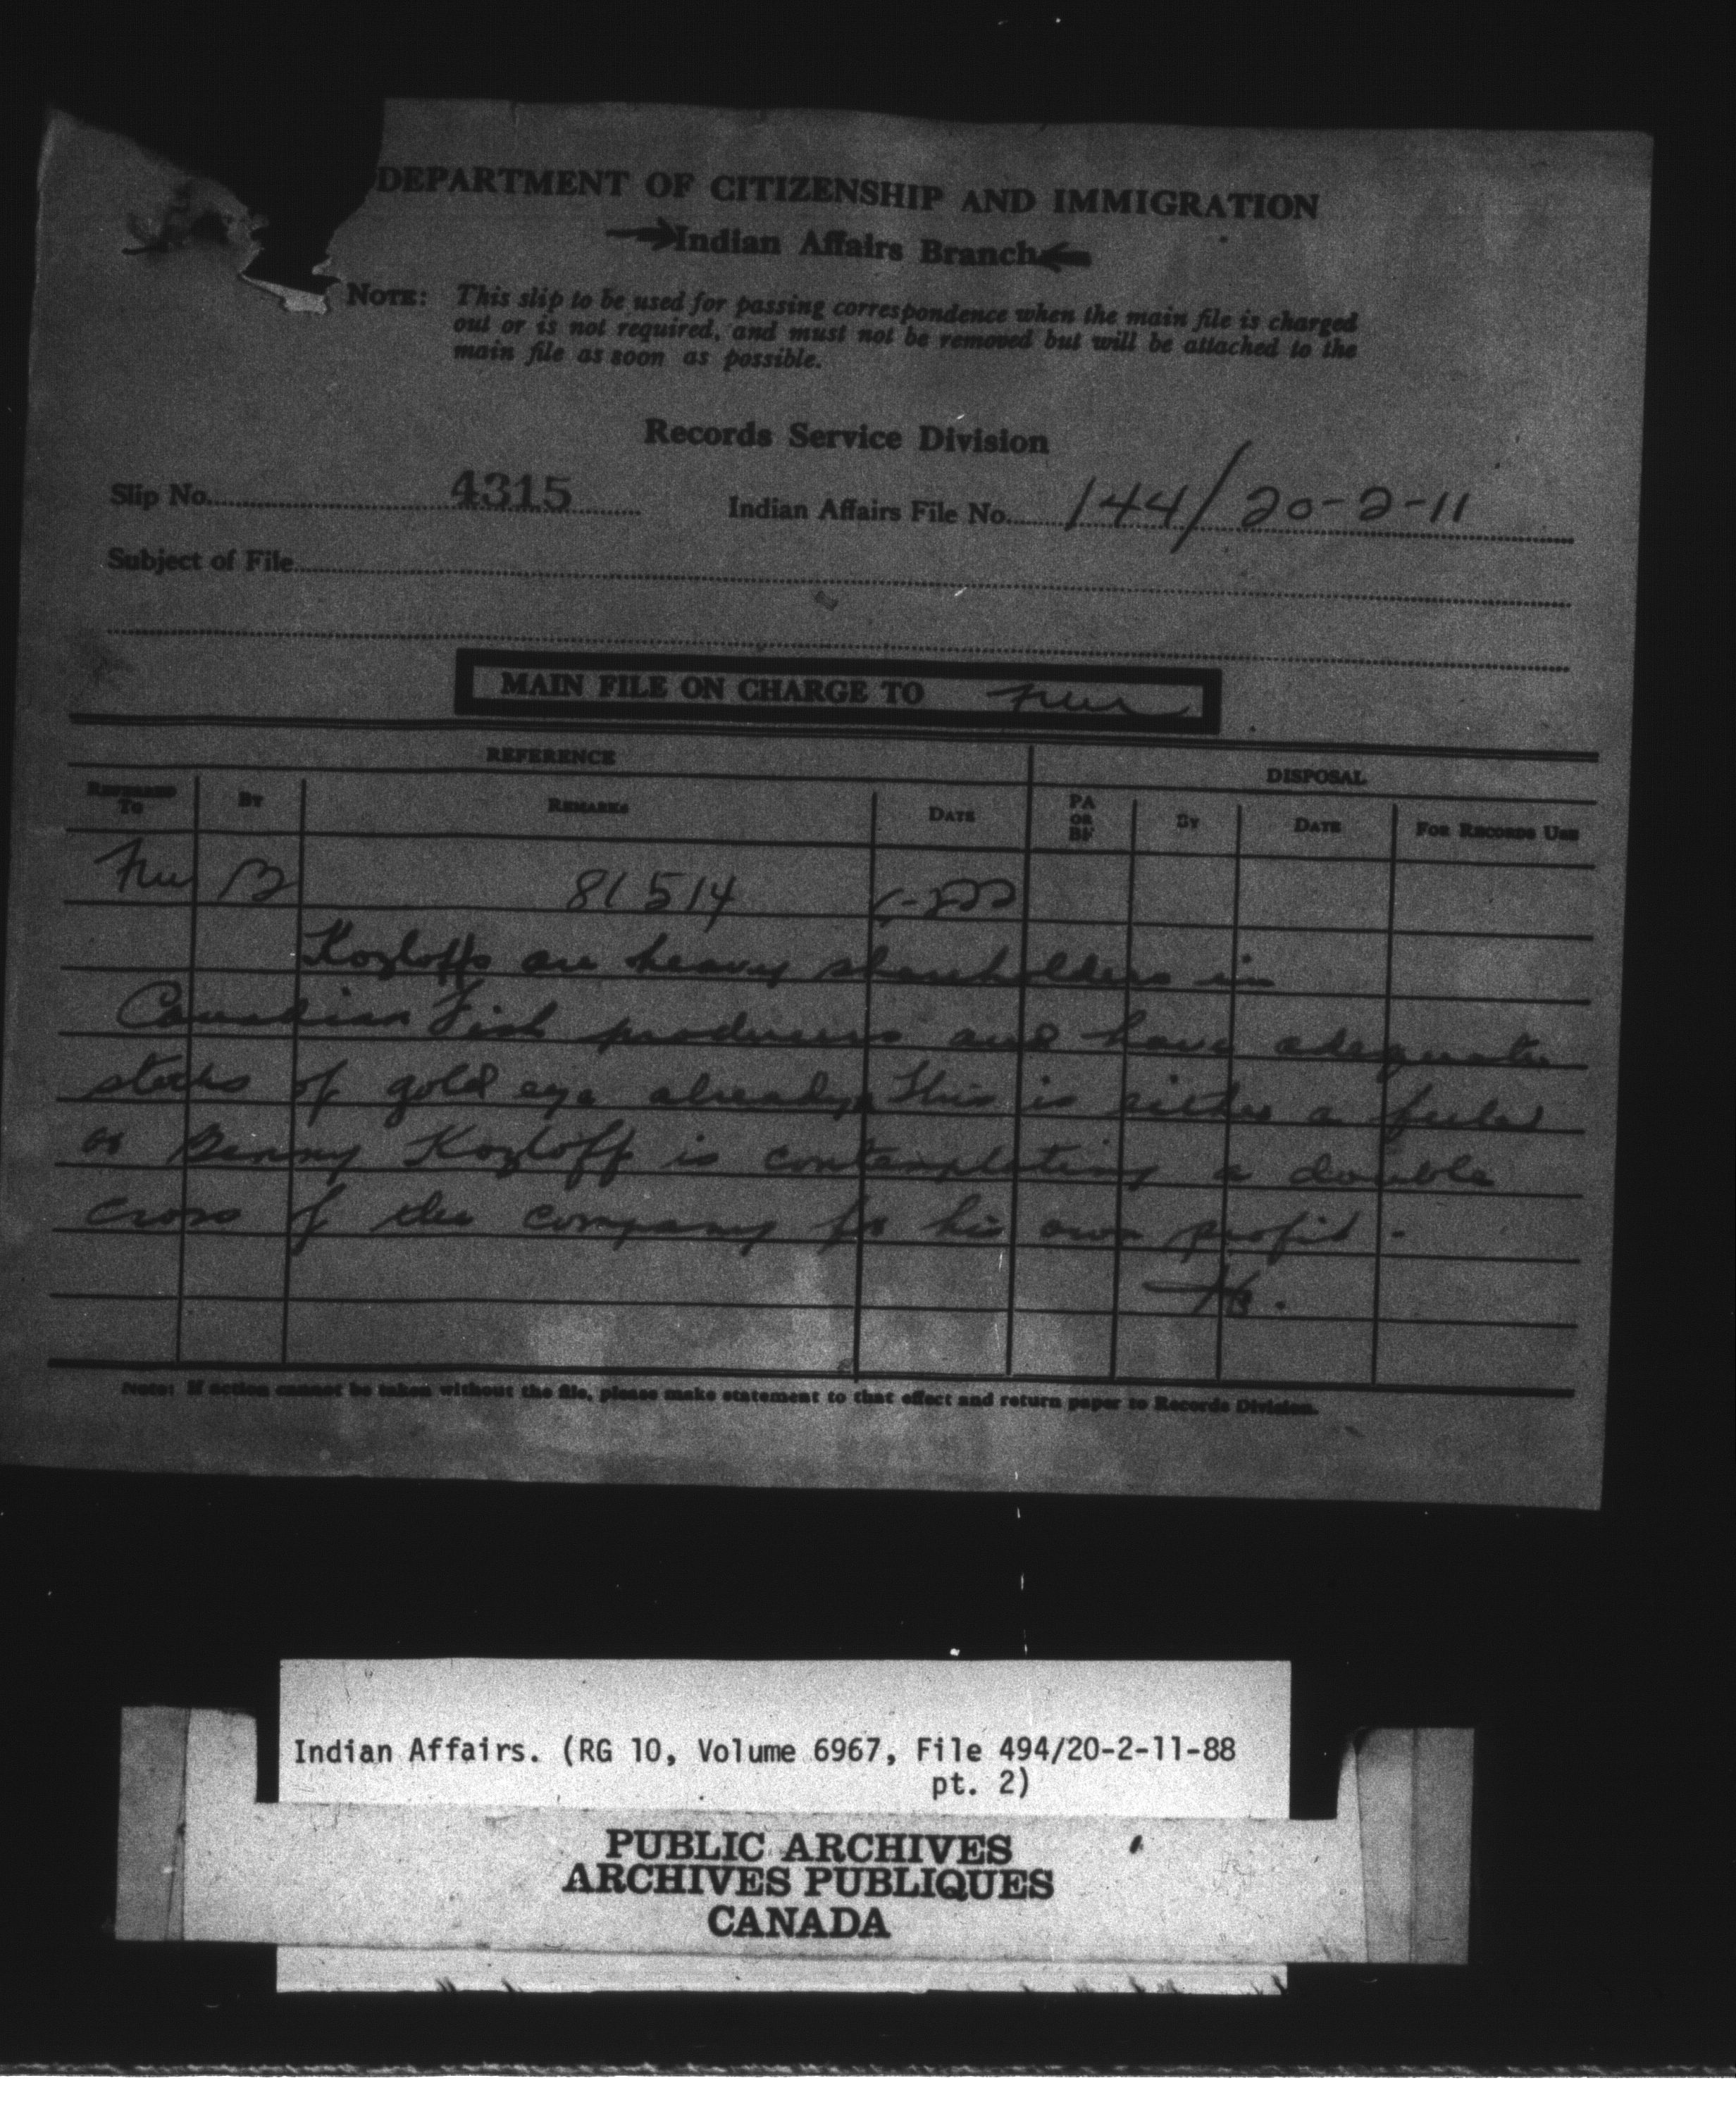 DEPARTMENT OF CITIZENSHIP AND IMMIGRATION
Indian Affairs Branch
NOTE: This slip to be used for passing correspondence when the main file is charged
out or is not required, and must not be removed but will be attached to the
main file as soon as possible.
Records Service Division
Slip No. 4315 Indian Affairs File No. 144/20-2-11
Subject of File
MAIN FILE ON CHARGE TO
REFERENCE DISPOSAL
REFERRED TO BY REMARKS DATE PA OR BF BY DATE FOR RECORDS USE
B 81514
Kozloffs are heavy shareholders in
Canadian Fish producers and have adequate
stocks of gold eye already. This is either a feeler
or Benny Kozloff is contemplating a double
cross of the company for his own profit -
Note: If action cannot be taken without the file, please make statement to that effect and return paper to Records Division.
Indian Affairs. (RG 10, Volume 6967, File 494/20-2-11-88
pt. 2)
PUBLIC ARCHIVES
ARCHIVES PUBLIQUES
CANADA